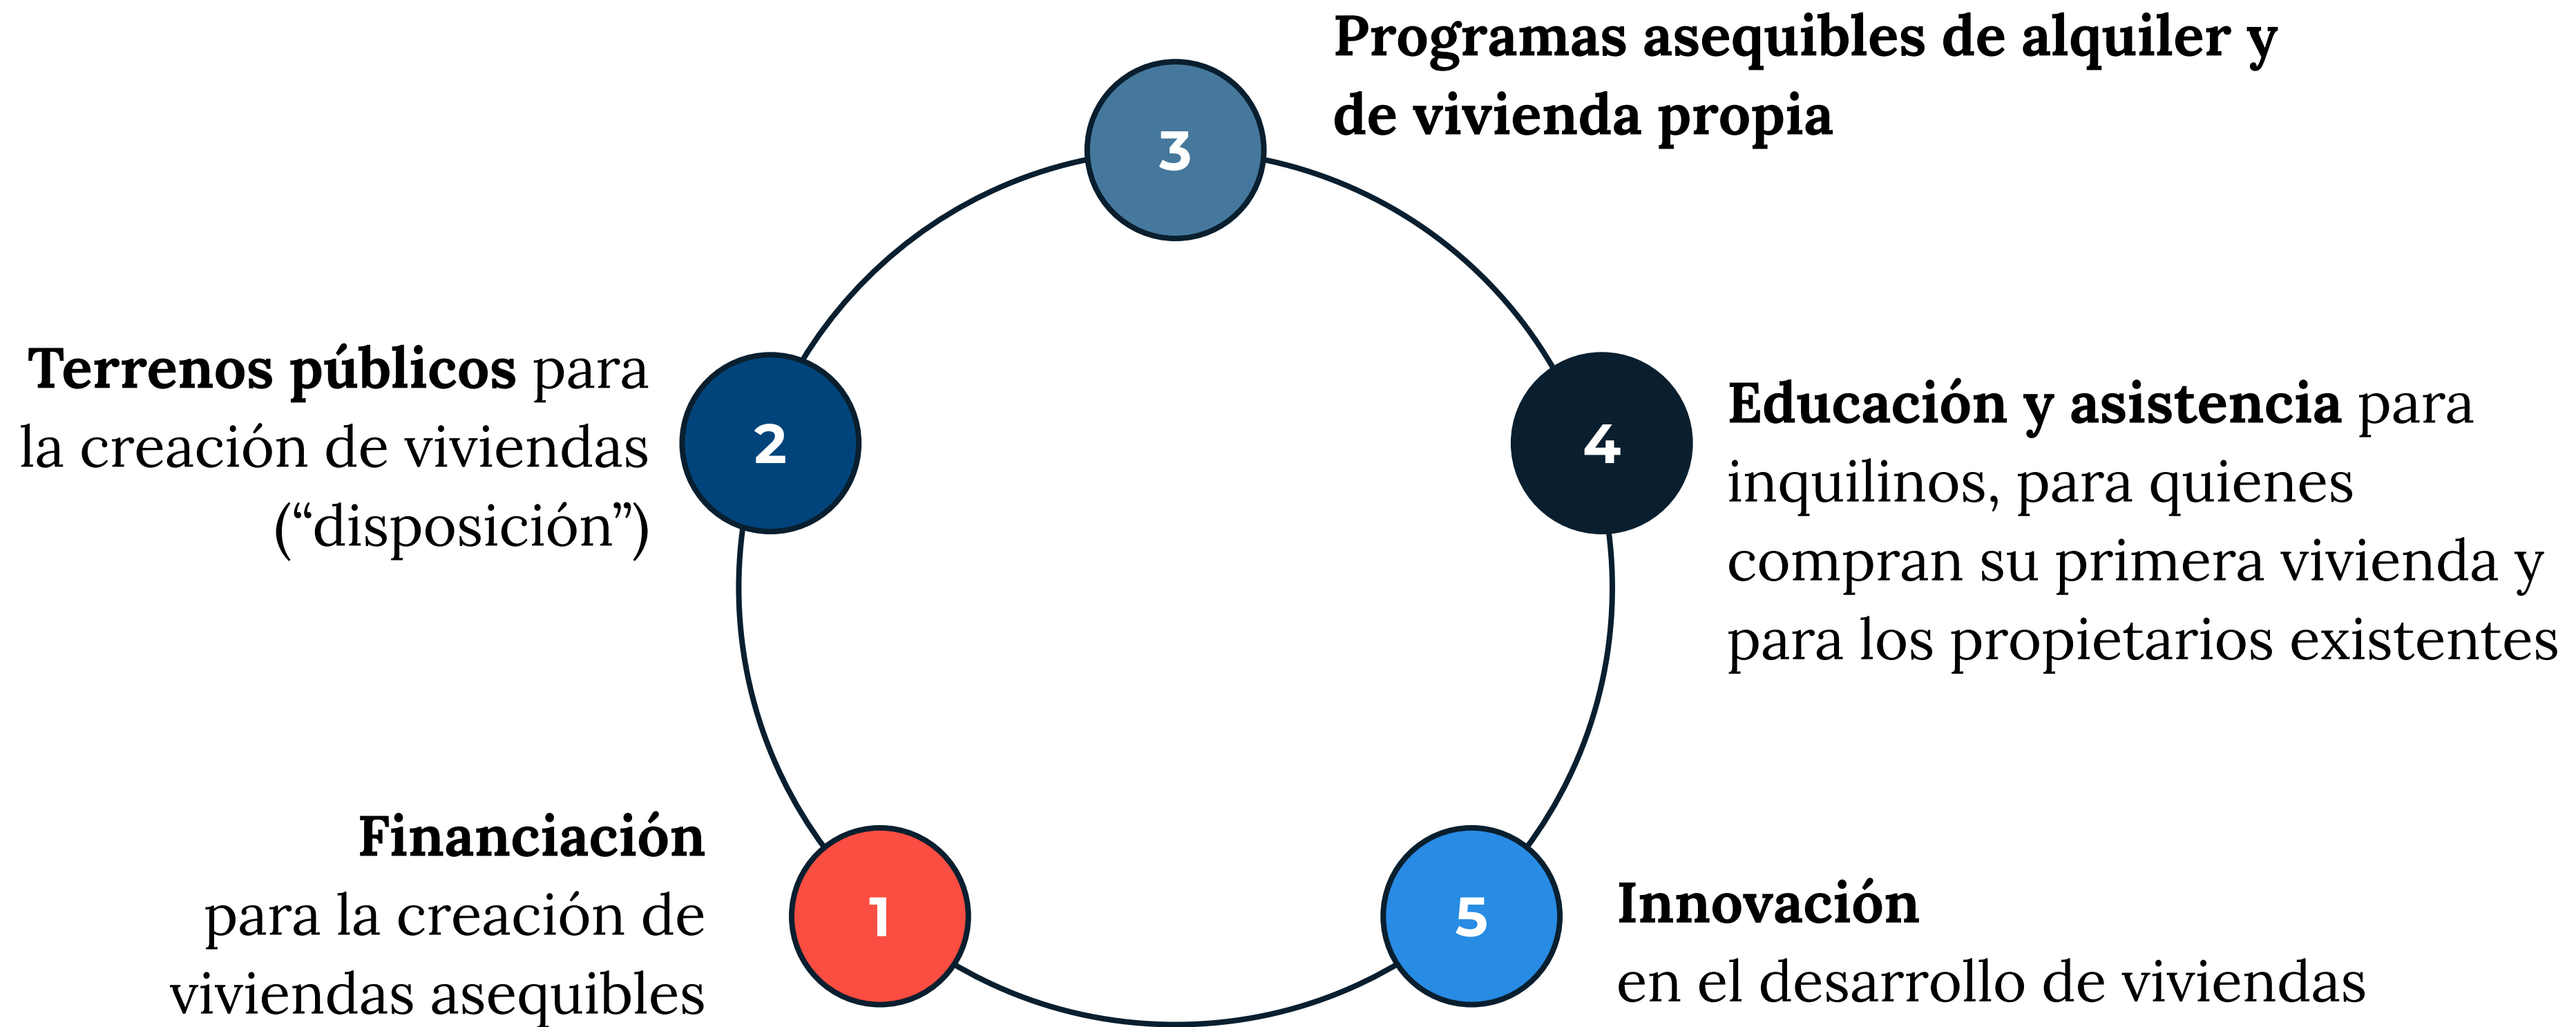 Programas asequibles de alquiler y
de vivienda propia
3
Terrenos públicos para
la creación de viviendas
(“disposición”)
2
4
Educación y asistencia para
inquilinos, para quienes
compran su primera vivienda y
para los propietarios existentes
Financiación
para la creación de
viviendas asequibles
1
5
Innovación
en el desarrollo de viviendas